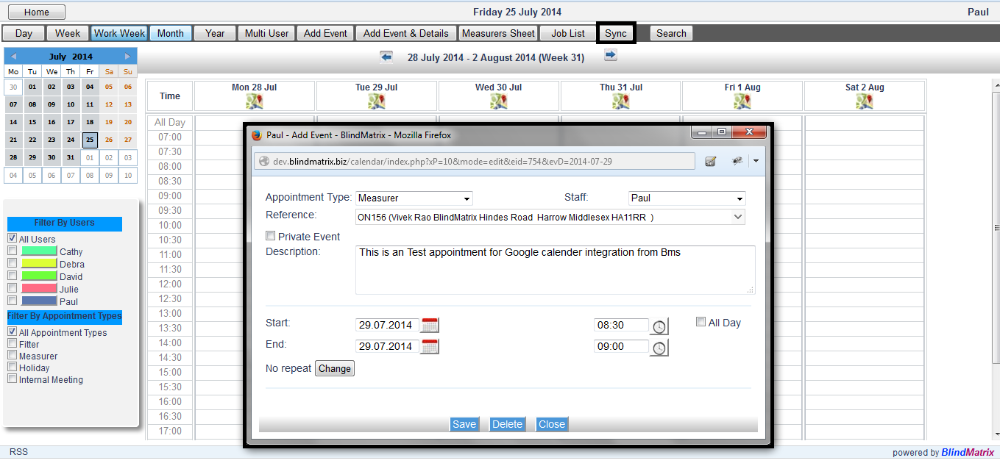 Home Friday 25 July 2014 Paul
Day Week Work Week Month Year Multi User Add Event Add Event & Details Measurers Sheet Job List Sync Search
July 2014
28 July 2014 - 2 August 2014 (Week 31)
Mo Tu We Th Fr Sa Su
30 01 02 03 04 05 06
07 08 09 10 11 12 13
14 15 16 17 18 19 20
21 22 23 24 25 26 27
28 29 30 31 01 02 03
04 05 06 07 08 09 10
Filter By Users
All Users
Cathy
Debra
David
Julie
Paul
Filter By Appointment Types
All Appointment Types
Fitter
Measurer
Holiday
Internal Meeting
Time Mon 28 Jul Tue 29 Jul Wed 30 Jul Thu 31 Jul Fri 1 Aug Sat 2 Aug
All Day
07:00
07:30
08:00
08:30
09:00
09:30
10:00
10:30
11:00
11:30
12:00
12:30
13:00
13:30
14:00
14:30
15:00
15:30
16:00
16:30
17:00
Paul - Add Event - BlindMatrix - Mozilla Firefox
dev.blindmatrix.biz/calendar/index.php?xP=10&mode=edit&eid=754&evD=2014-07-29
Appointment Type: Measurer Staff: Paul
Reference: ON156 (Vivek Rao BlindMatrix Hindes Road Harrow Middlesex HA11RR )
Private Event
Description: This is an Test appointment for Google calender integration from Bms
Start: 29.07.2014 08:30 All Day
End: 29.07.2014 09:00
No repeat Change
Save Delete Close
RSS powered by BlindMatrix